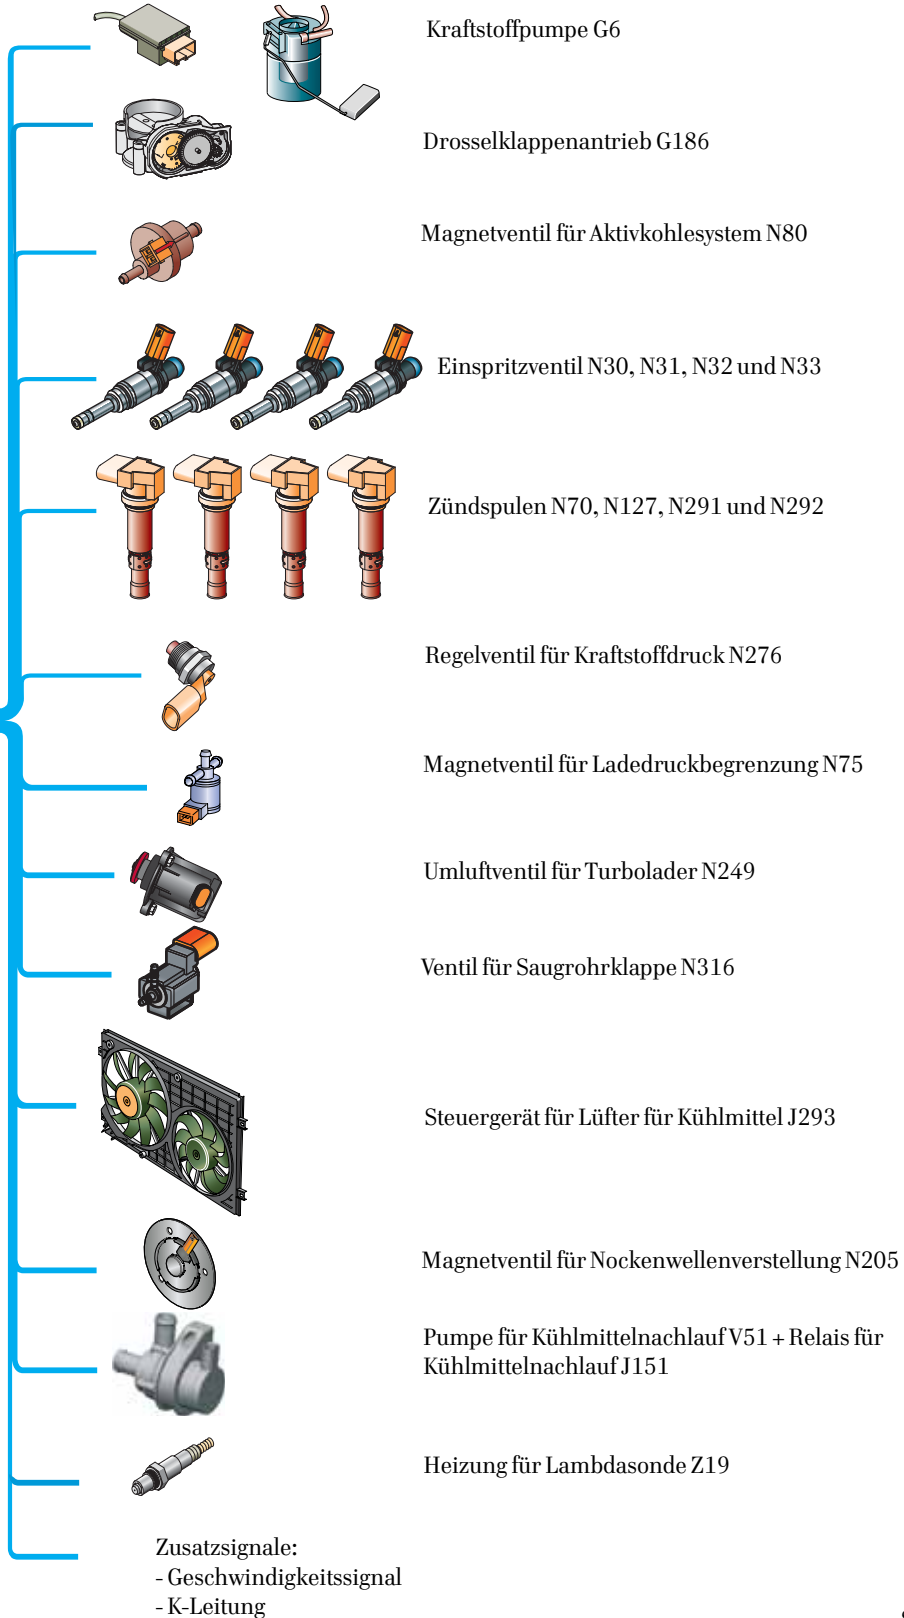 Kraftstoffpumpe G6
Drosselklappenantrieb G186
Magnetventil für Aktivkohlesystem N80
Einspritzventil N30, N31, N32 und N33
Zündspulen N70, N127, N291 und N292
Regelventil für Kraftstoffdruck N276
Magnetventil für Ladedruckbegrenzung N75
Umluftventil für Turbolader N249
Ventil für Saugrohrklappe N316
Steuergerät für Lüfter für Kühlmittel J293
Magnetventil für Nockenwellenverstellung N205
Pumpe für Kühlmittelnachlauf V51 + Relais für
Kühlmittelnachlauf J151
Heizung für Lambdasonde Z19
Zusatzsignale:
- Geschwindigkeitssignal
- K-Leitung